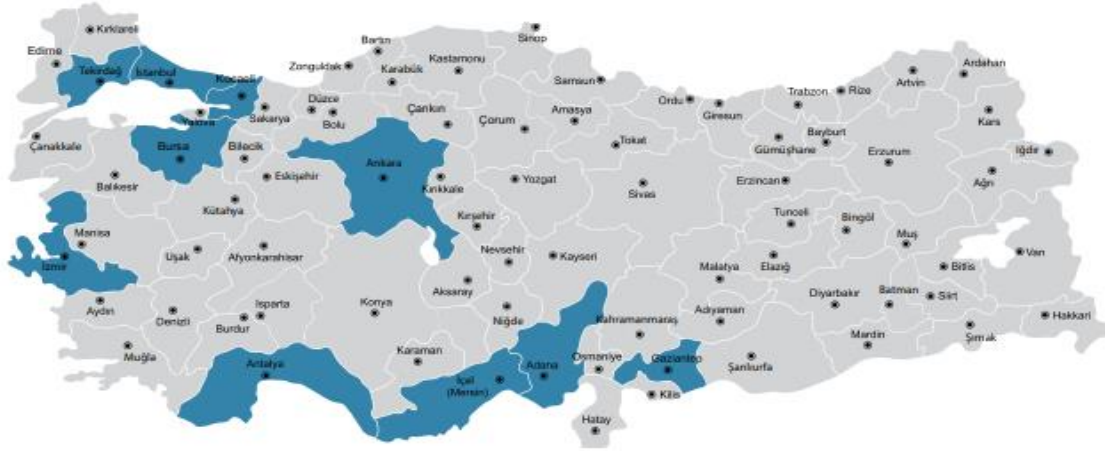 Kırklareli
Edirne
Tekirdağ
İstanbul
Kocaeli
Yalova
Sakarya
Düzce
Bolu
Zonguldak
Bartın
Karabük
Kastamonu
Sinop
Çankırı
Çorum
Samsun
Amasya
Tokat
Ordu
Giresun
Trabzon
Rize
Artvin
Ardahan
Kars
Gümüşhane
Bayburt
Erzurum
Iğdır
Ağrı
Çanakkale
Bursa
Bilecik
Balıkesir
Eskişehir
Ankara
Kırıkkale
Yozgat
Sivas
Erzincan
Kütahya
Kırşehir
Tunceli
Bingöl
Muş
Manisa
İzmir
Uşak
Afyonkarahisar
Nevsehir
Kayseri
Malatya
Elazığ
Bitlis
Van
Aksaray
Aydın
Denizli
Isparta
Burdur
Konya
Niğde
Kahramanmaraş
Adıyaman
Diyarbakır
Batman
Siirt
Hakkari
Muğla
Antalya
Karaman
İçel
(Mersin)
Adana
Osmaniye
Gaziantep
Şanlıurfa
Mardin
Şırnak
Kilis
Hatay